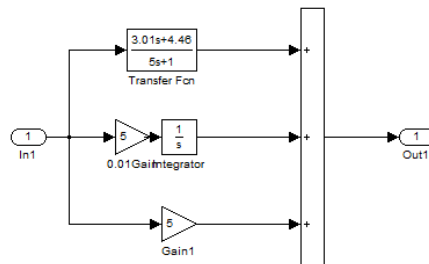 3.01s+4.46
5s+1
Transfer Fcn
+
1
In1
5
0.01Gain
1
s
Integrator
+
1
Out1
5
Gain1
+